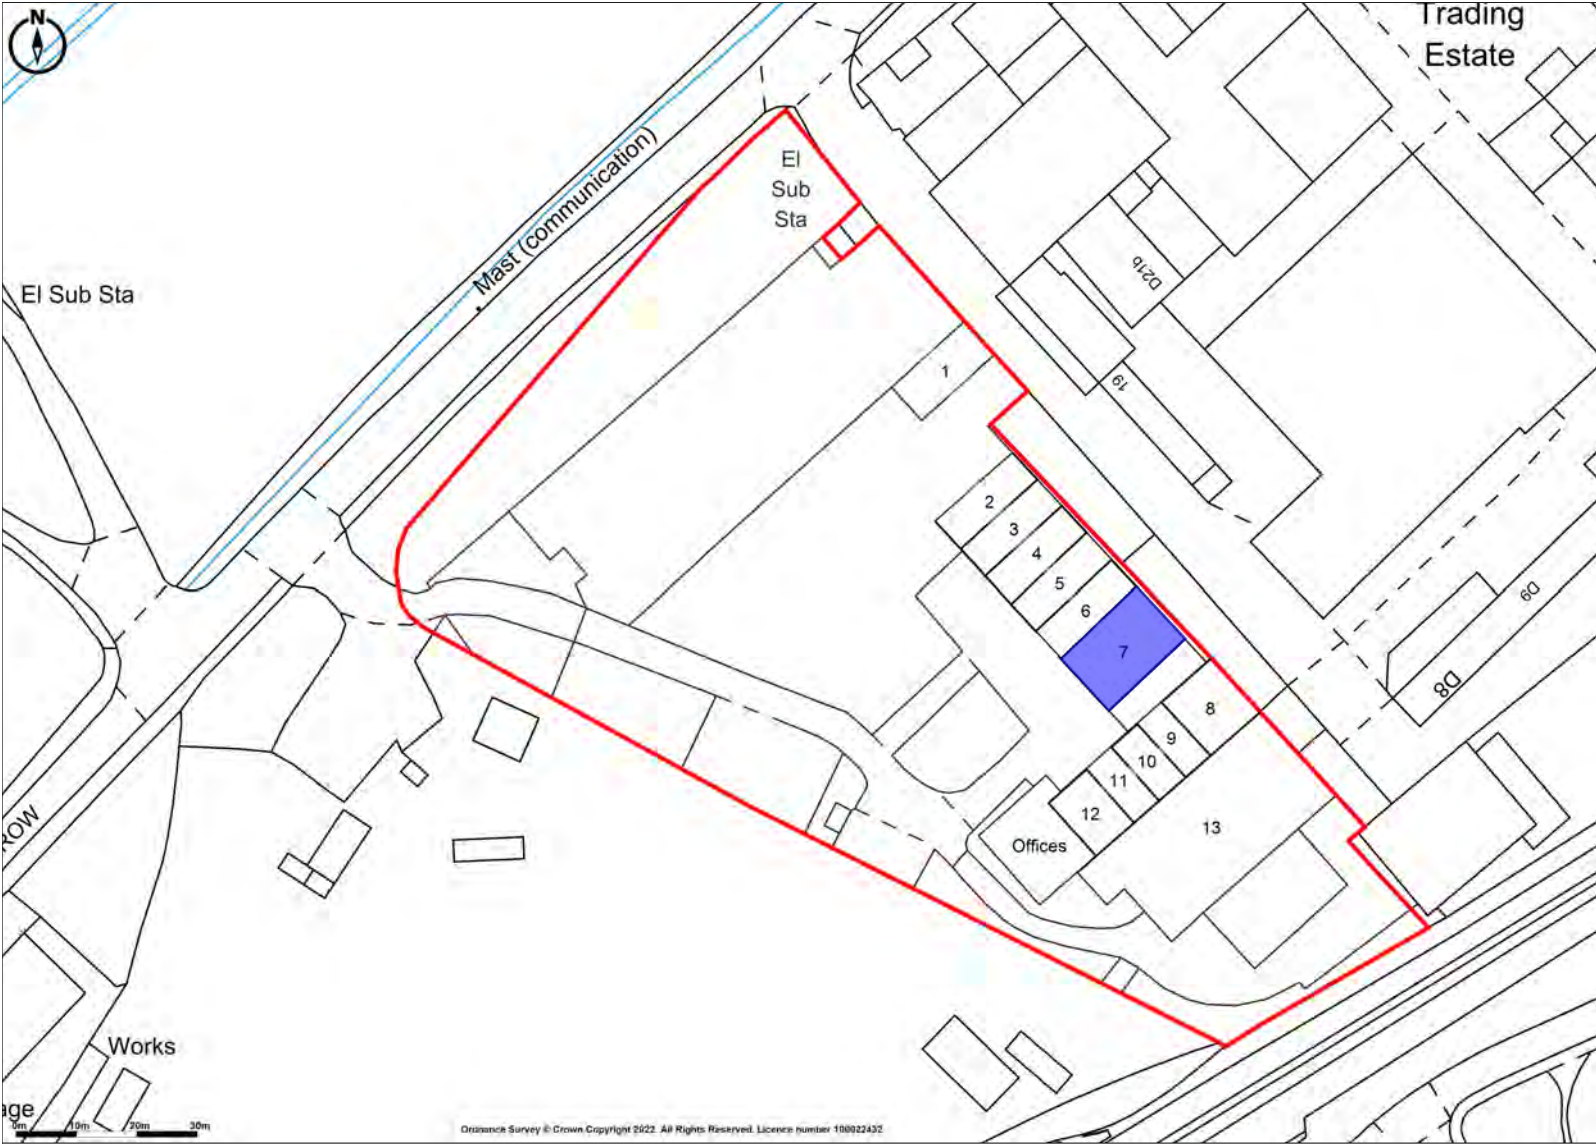 N
Trading
Estate
El
Sub
Sta
Mast (communication)
El Sub Sta
D21b
19
1
2
3
4
5
6
7
8
9
10
11
12
13
Offices
D9
D8
ROW
Works
age
0m 10m 20m 30m
Ordnance Survey © Crown Copyright 2022. All Rights Reserved. Licence number 100022432